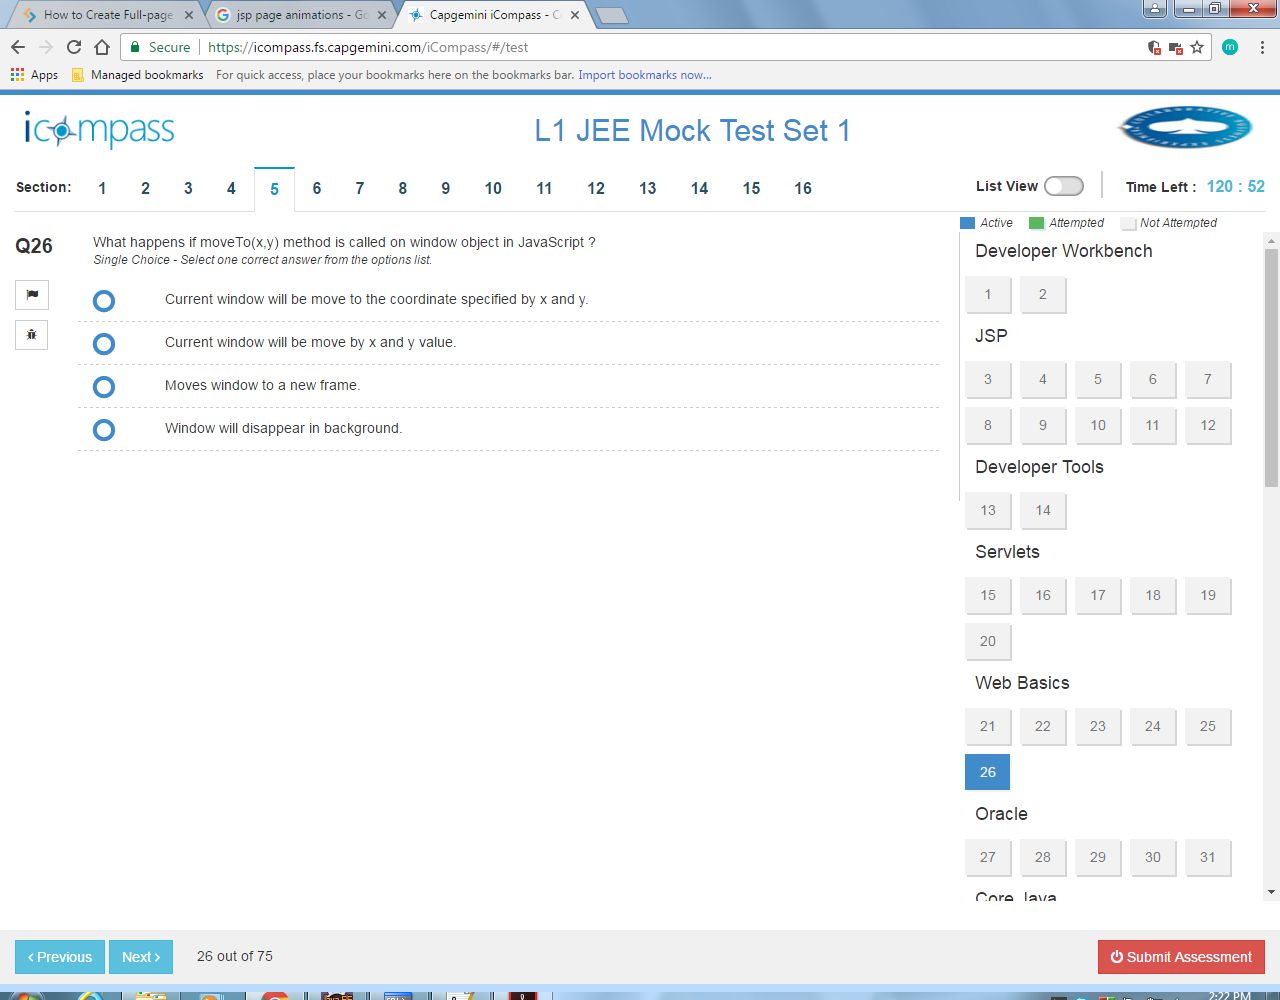 How to Create Full-page
jsp page animations - Go
Capgemini iCompass - C
Secure
https://icompass.fs.capgemini.com/iCompass/#/test
m
Apps
Managed bookmarks
For quick access, place your bookmarks here on the bookmarks bar. Import bookmarks now...
icompass
L1 JEE Mock Test Set 1
Section: 1 2 3 4 5 6 7 8 9 10 11 12 13 14 15 16
List View
Time Left : 120 : 52
Active Attempted Not Attempted
Q26
What happens if moveTo(x,y) method is called on window object in JavaScript ?
Single Choice - Select one correct answer from the options list.
Current window will be move to the coordinate specified by x and y.
Current window will be move by x and y value.
Moves window to a new frame.
Window will disappear in background.
Developer Workbench
1 2
JSP
3 4 5 6 7
8 9 10 11 12
Developer Tools
13 14
Servlets
15 16 17 18 19
20
Web Basics
21 22 23 24 25
26
Oracle
27 28 29 30 31
Core Java
‹ Previous
Next ›
26 out of 75
Submit Assessment
2:22 PM